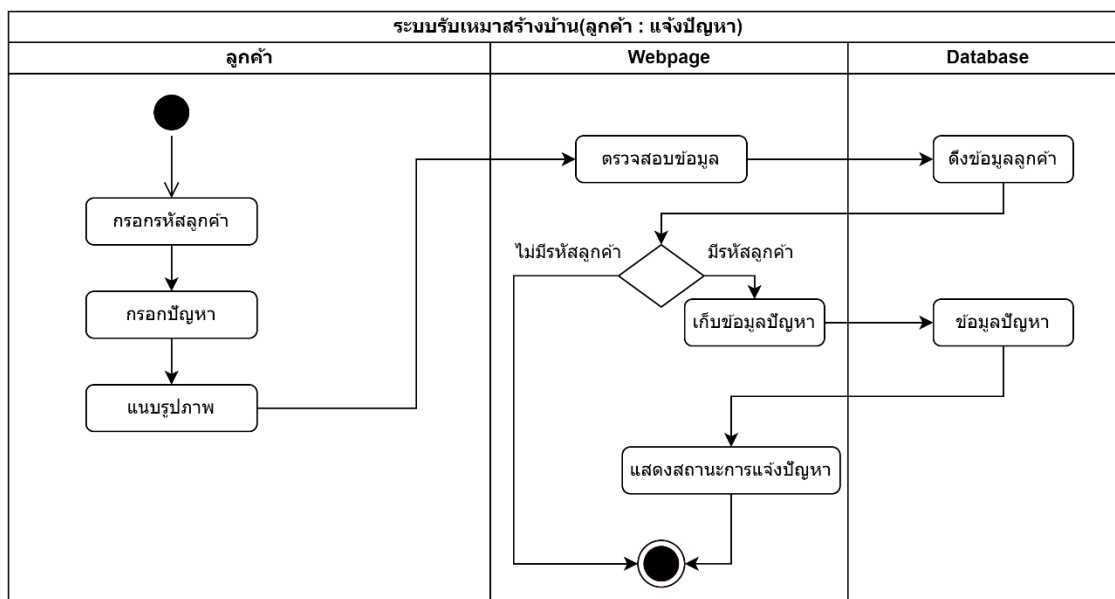 ระบบรับเหมาสร้างบ้าน(ลูกค้า : แจ้งปัญหา)
ลูกค้า
Webpage
Database
ตรวจสอบข้อมูล
ดึงข้อมูลลูกค้า
กรอกรหัสลูกค้า
ไม่มีรหัสลูกค้า
มีรหัสลูกค้า
กรอกปัญหา
เก็บข้อมูลปัญหา
ข้อมูลปัญหา
แนบรูปภาพ
แสดงสถานะการแจ้งปัญหา